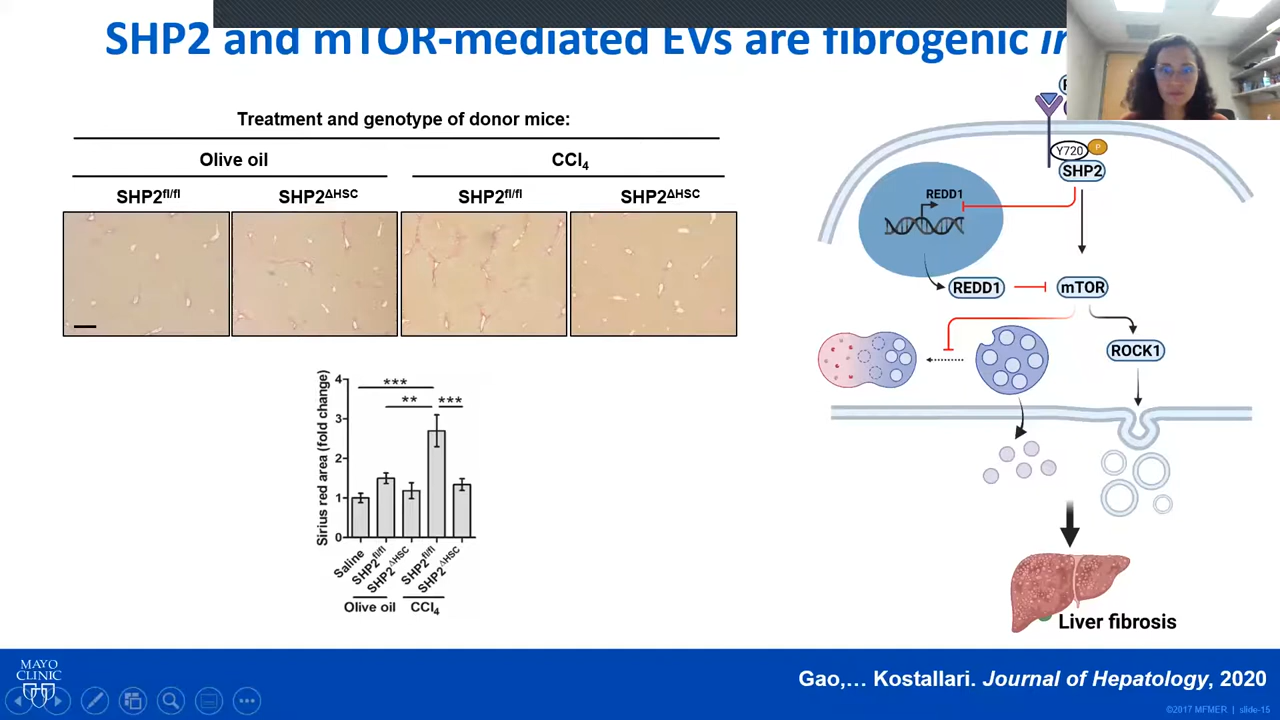 SHP2 and mTOR-mediated EVs are fibrogenic
Treatment and genotype of donor mice:
Olive oil
CCl4
SHP2fl/fl
SHP2ΔHSC
SHP2fl/fl
SHP2ΔHSC
Sirius red area (fold change)
4
3
2
1
0
***
**
***
Saline
SHP2fl/fl
SHP2ΔHSC
SHP2fl/fl
SHP2ΔHSC
Olive oil
CCl4
Y720
P
SHP2
REDD1
REDD1
mTOR
ROCK1
Liver fibrosis
MAYO
CLINIC
Gao,... Kostallari. Journal of Hepatology, 2020
©2017 MFMER | slide-15